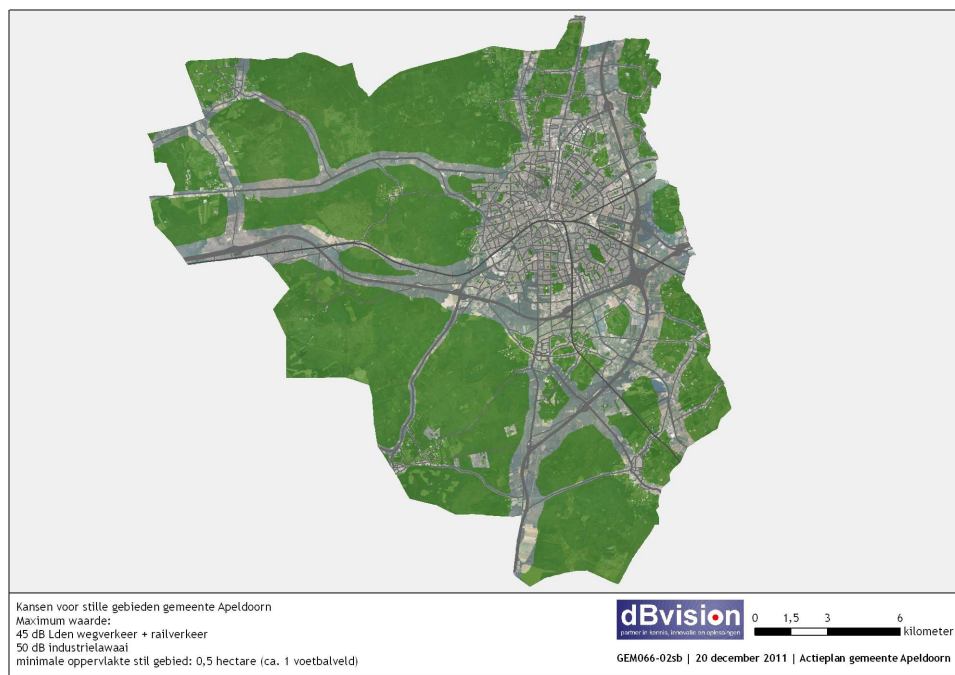 Kansen voor stille gebieden gemeente Apeldoorn
Maximum waarde:
45 dB Lden wegverkeer + railverkeer
50 dB industrielawaai
minimale oppervlakte stil gebied: 0,5 hectare (ca. 1 voetbalveld)
dBvision
partner in kennis, innovatie en oplossingen
0 1,5 3 6
kilometer
GEM066-02sb | 20 december 2011 | Actieplan gemeente Apeldoorn